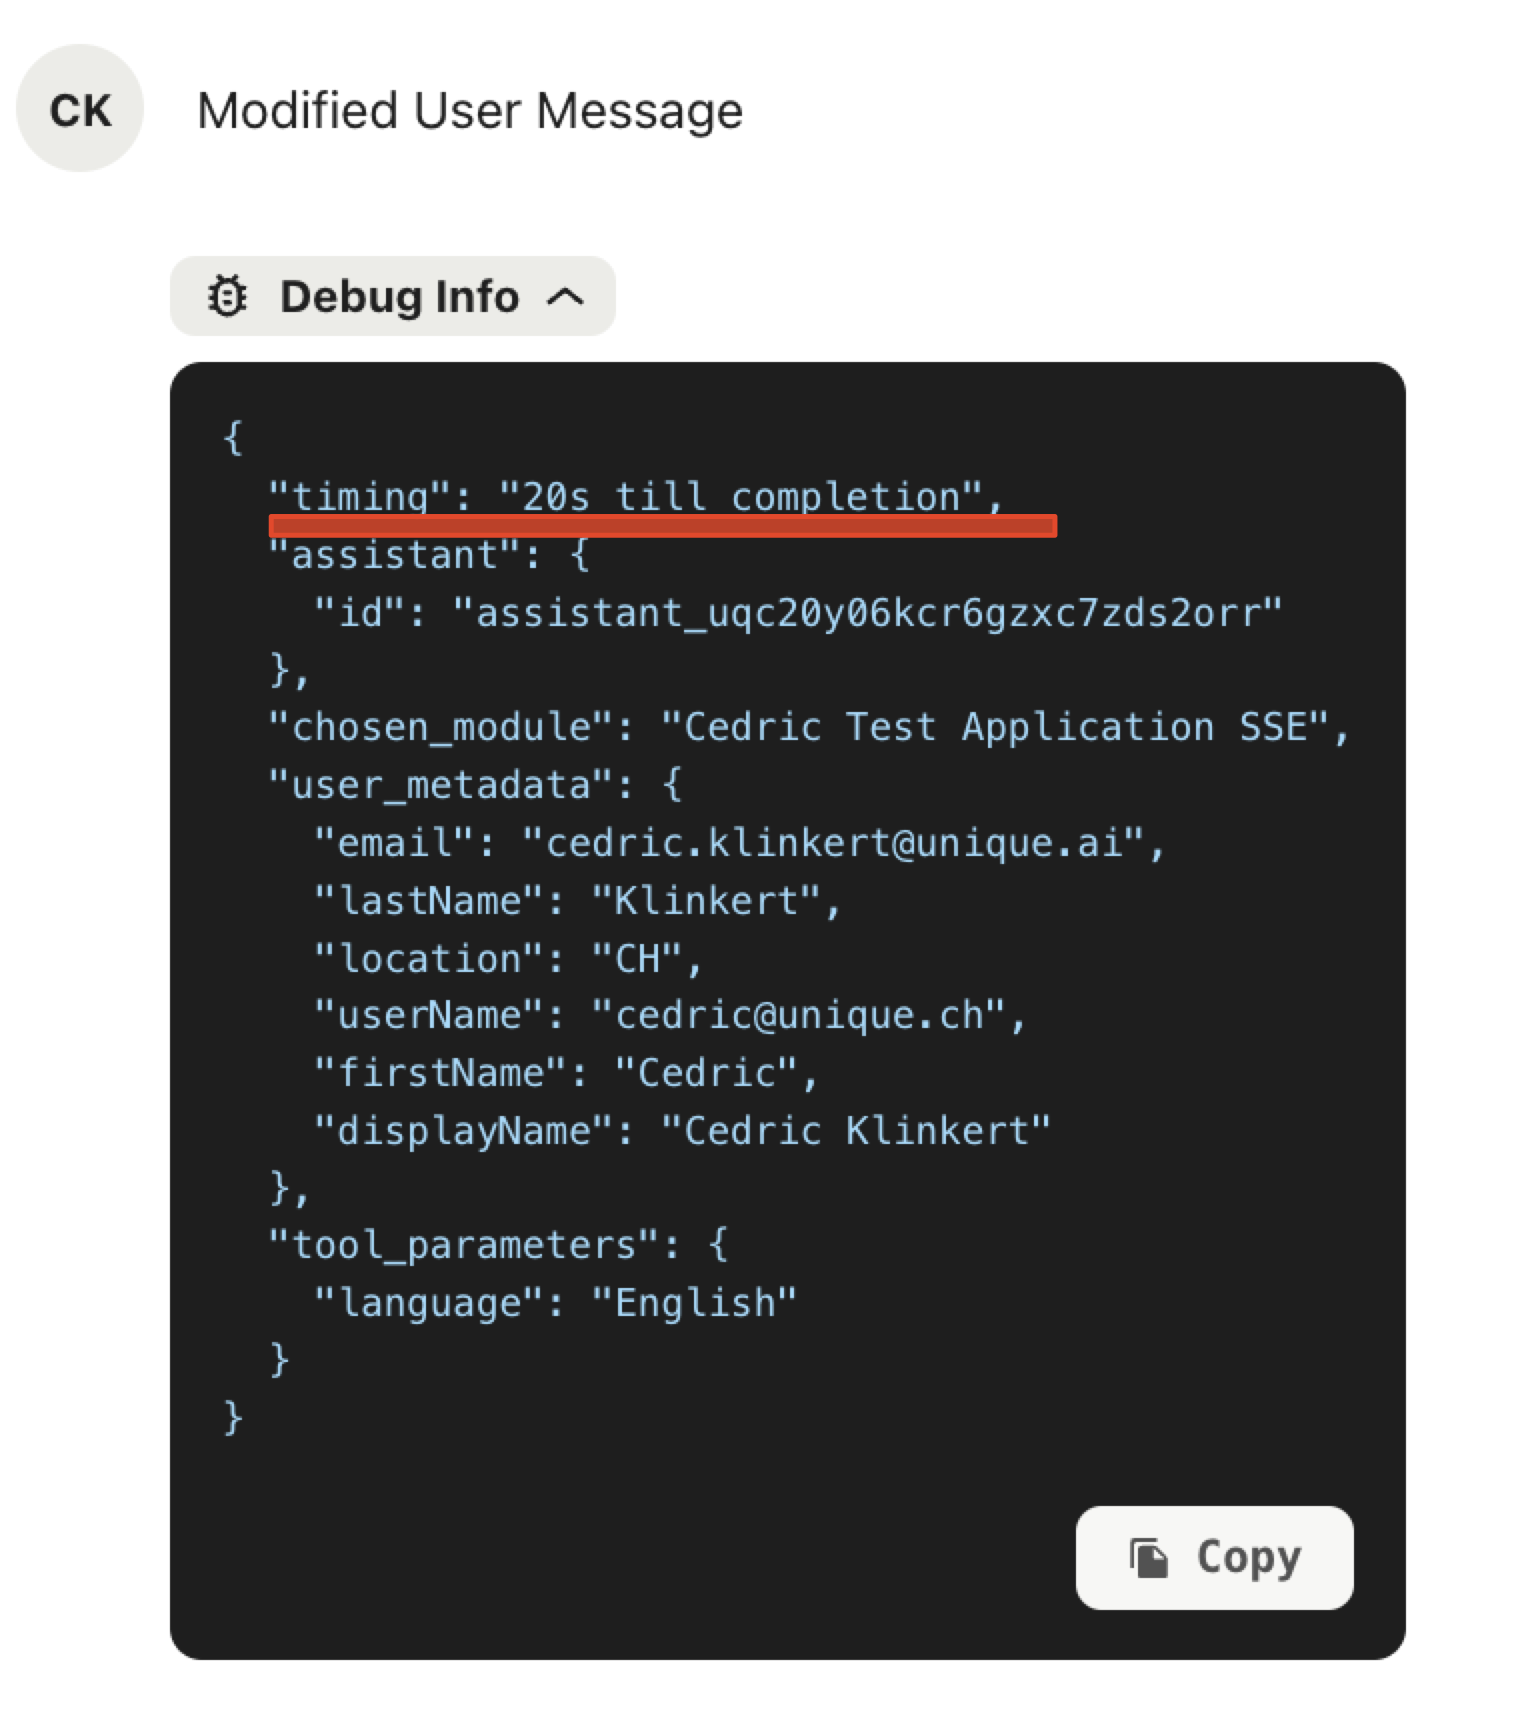 CK
Modified User Message
Debug Info
{
"timing": "20s till completion",
"assistant": {
"id": "assistant_uqc20y06kcr6gzxc7zds2orr"
},
"chosen_module": "Cedric Test Application SSE",
"user_metadata": {
"email": "cedric.klinkert@unique.ai",
"lastName": "Klinkert",
"location": "CH",
"userName": "cedric@unique.ch",
"firstName": "Cedric",
"displayName": "Cedric Klinkert"
},
"tool_parameters": {
"language": "English"
}
}
Copy